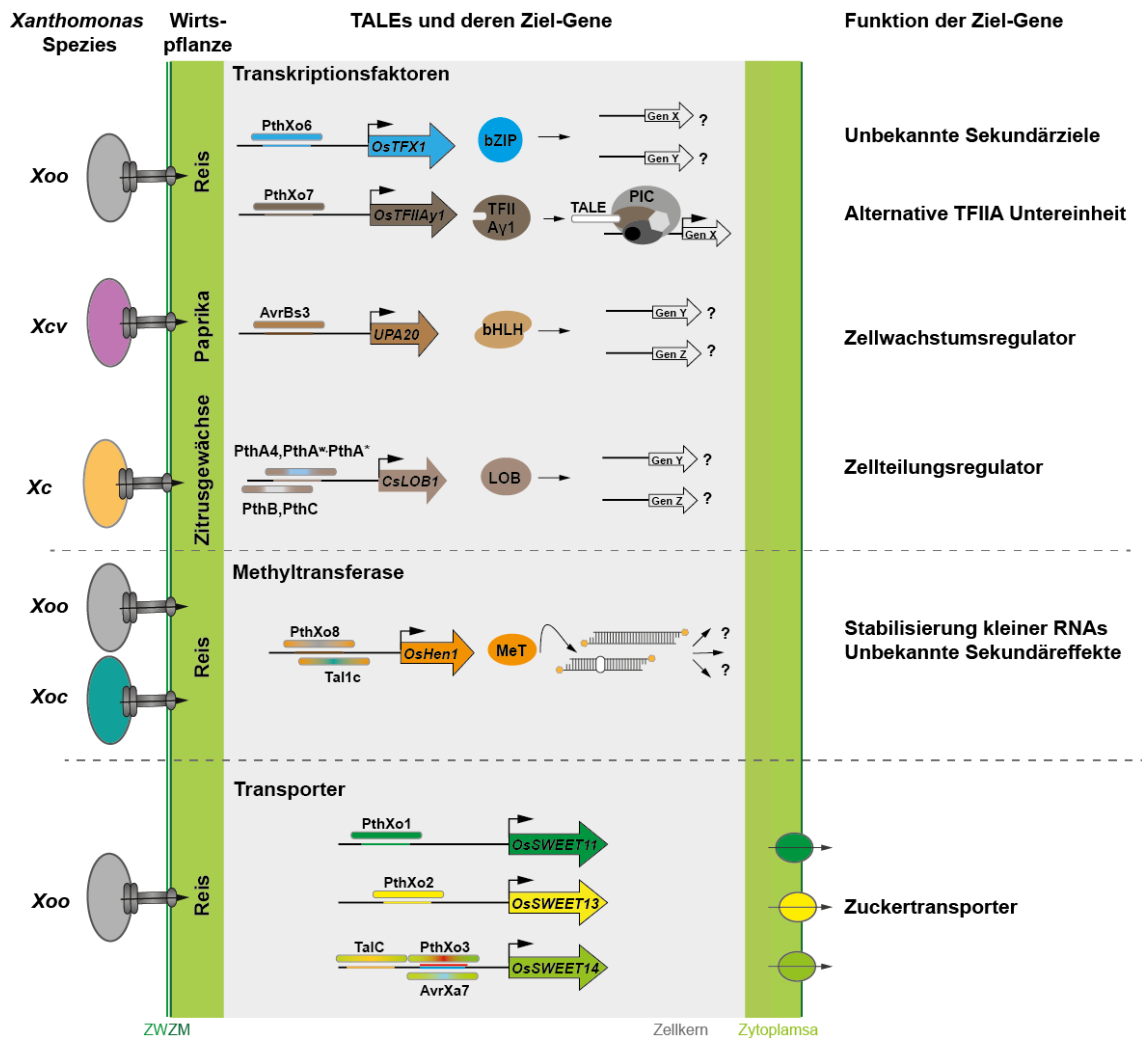 Xanthomonas Spezies
Wirts-
pflanze
TALEs und deren Ziel-Gene
Funktion der Ziel-Gene
Transkriptionsfaktoren
Xoo
Reis
PthXo6
OsTFX1
bZIP
Gen X ?
Gen Y ?
Unbekannte Sekundärziele
PthXo7
OsTFIIAy1
TFII
Aγ1
TALE
PIC
Gen X
Alternative TFIIA Untereinheit
Xcv
Paprika
AvrBs3
UPA20
bHLH
Gen Y ?
Gen Z ?
Zellwachstumsregulator
Xc
Zitrusgewächse
PthA4,PthAw,PthA*
PthB,PthC
CsLOB1
LOB
Gen Y ?
Gen Z ?
Zellteilungsregulator
Methyltransferase
Xoo
Xoc
Reis
PthXo8
Tal1c
OsHen1
MeT
?
?
Stabilisierung kleiner RNAs
Unbekannte Sekundäreffekte
Transporter
Xoo
Reis
PthXo1
OsSWEET11
PthXo2
OsSWEET13
TalC
PthXo3
AvrXa7
OsSWEET14
Zuckertransporter
ZWZM
Zellkern
Zytoplamsa